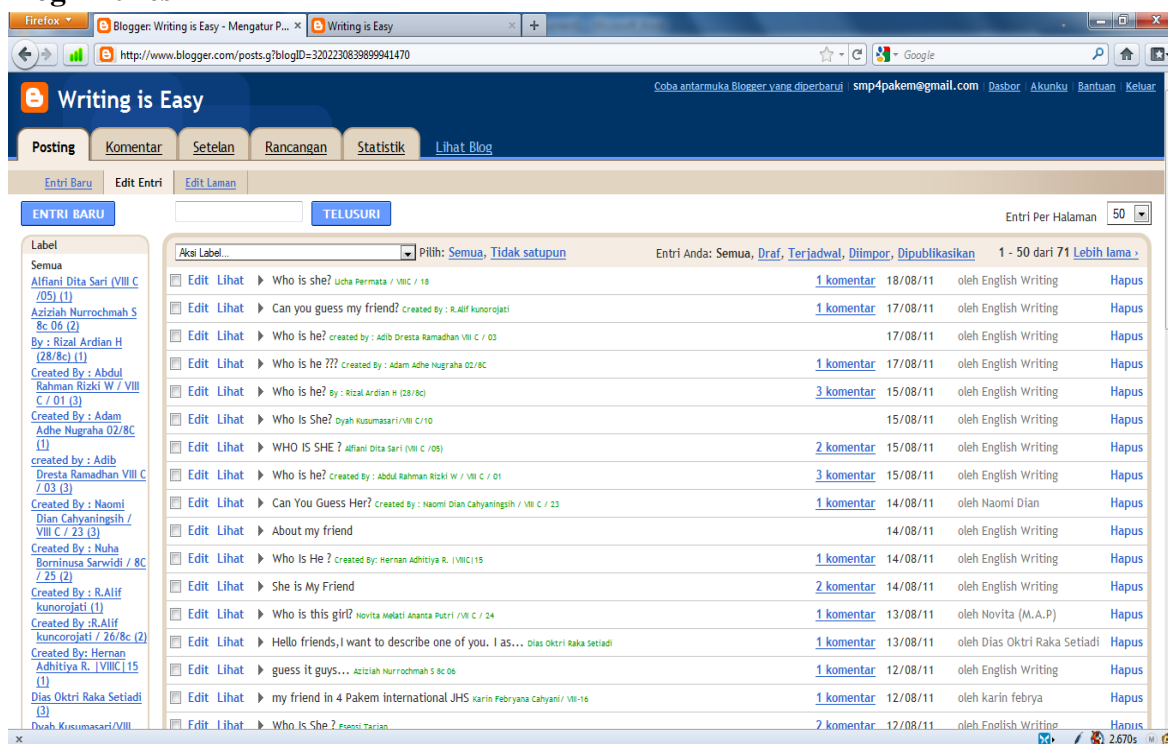 Firefox
Blogger: Writing is Easy - Mengatur P... ×
Writing is Easy ×
+
http://www.blogger.com/posts.g?blogID=3202230839899941470
Google
Coba antarmuka Blogger yang diperbarui | smp4pakem@gmail.com | Dasbor | Akunku | Bantuan | Keluar
Writing is Easy
Posting Komentar Setelan Rancangan Statistik Lihat Blog
Entri Baru Edit Entri Edit Laman
ENTRI BARU TELUSURI Entri Per Halaman 50
Label
Semua
Alfiani Dita Sari (VIII C
/05) (1)
Aziziah Nurrochmah S
8c 06 (2)
By : Rizal Ardian H
(28/8c) (1)
Created By : Abdul
Rahman Rizki W / VIII
C / 01 (3)
Created By : Adam
Adhe Nugraha 02/8C
(1)
created by : Adib
Dresta Ramadhan VIII C
/ 03 (3)
Created By : Naomi
Dian Cahyaningsih /
VIII C / 23 (3)
Created By : Nuha
Borninusa Sarwidi / 8C
/ 25 (2)
Created By : R.Alif
kunorojati (1)
Created By :R.Alif
kuncorojati / 26/8c (2)
Created By: Hernan
Adhitiya R. |VIIIC|15
(1)
Dias Oktri Raka Setiadi
(3)
Dyah Kusumasari/VIII
Aksi Label... Pilih: Semua, Tidak satupun Entri Anda: Semua, Draf, Terjadwal, Diimpor, Dipublikasikan 1 - 50 dari 71 Lebih lama ›
Edit Lihat Who is she? Ucha Permata / VIIIC / 18 1 komentar 18/08/11 oleh English Writing Hapus
Edit Lihat Can you guess my friend? Created By : R.Alif kunorojati 1 komentar 17/08/11 oleh English Writing Hapus
Edit Lihat Who is he? created by : Adib Dresta Ramadhan VIII C / 03 17/08/11 oleh English Writing Hapus
Edit Lihat Who is he ??? Created By : Adam Adhe Nugraha 02/8C 1 komentar 17/08/11 oleh English Writing Hapus
Edit Lihat Who is he? By : Rizal Ardian H (28/8c) 3 komentar 15/08/11 oleh English Writing Hapus
Edit Lihat Who Is She? Dyah Kusumasari/VIII C/10 15/08/11 oleh English Writing Hapus
Edit Lihat WHO IS SHE ? Alfiani Dita Sari (VIII C /05) 2 komentar 15/08/11 oleh English Writing Hapus
Edit Lihat Who is he? Created By : Abdul Rahman Rizki W / VIII C / 01 3 komentar 15/08/11 oleh English Writing Hapus
Edit Lihat Can You Guess Her? Created By : Naomi Dian Cahyaningsih / VIII C / 23 1 komentar 14/08/11 oleh Naomi Dian Hapus
Edit Lihat About my friend 14/08/11 oleh English Writing Hapus
Edit Lihat Who Is He ? Created By: Hernan Adhitiya R. |VIIIC|15 1 komentar 14/08/11 oleh English Writing Hapus
Edit Lihat She is My Friend 2 komentar 14/08/11 oleh English Writing Hapus
Edit Lihat Who is this girl? Novita Melati Ananta Putri /VII C / 24 1 komentar 13/08/11 oleh Novita (M.A.P) Hapus
Edit Lihat Hello friends,I want to describe one of you. I as... Dias Oktri Raka Setiadi 1 komentar 13/08/11 oleh Dias Oktri Raka Setiadi Hapus
Edit Lihat guess it guys... Aziziah Nurrochmah S 8c 06 1 komentar 12/08/11 oleh English Writing Hapus
Edit Lihat my friend in 4 Pakem international JHS Karin Febryana Cahyani/ VIII-16 1 komentar 12/08/11 oleh karin febrya Hapus
Edit Lihat Who Is She ? Esensi Tarian 2 komentar 12/08/11 oleh English Writing Hapus
× 2.670s